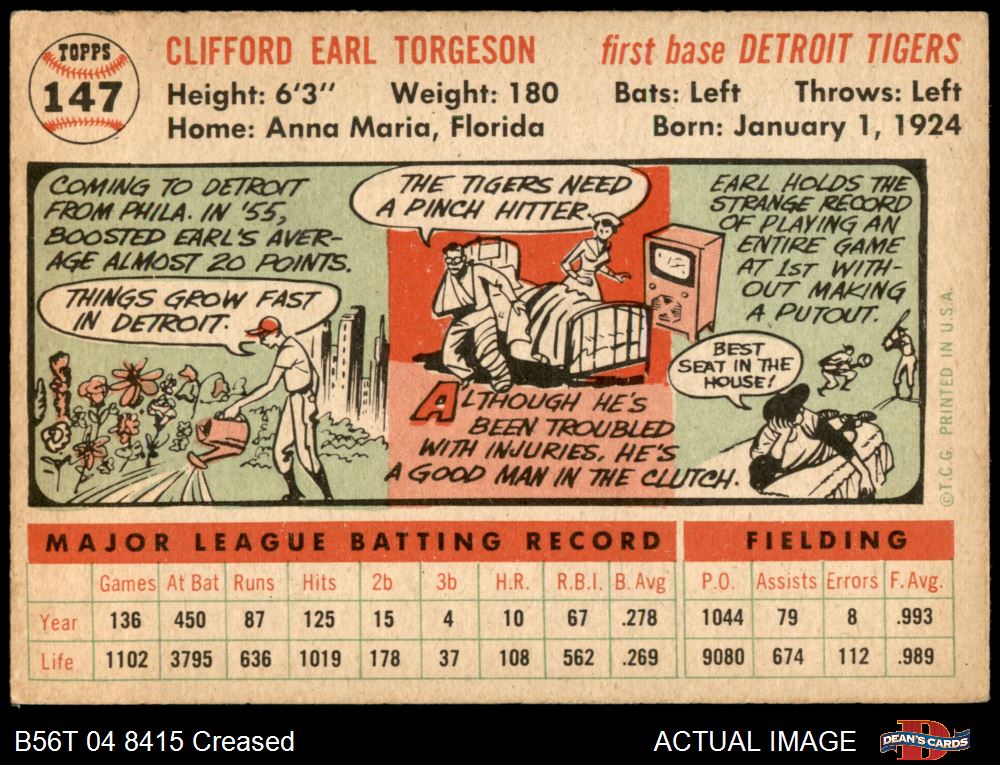 TOPPS
147
CLIFFORD EARL TORGESON first base DETROIT TIGERS
Height: 6'3" Weight: 180 Bats: Left Throws: Left
Home: Anna Maria, Florida Born: January 1, 1924
COMING TO DETROIT
FROM PHILA. IN '55,
BOOSTED EARL'S AVER-
AGE ALMOST 20 POINTS.
THINGS GROW FAST
IN DETROIT.
THE TIGERS NEED
A PINCH HITTER.
ALTHOUGH HE'S
BEEN TROUBLED
WITH INJURIES, HE'S
A GOOD MAN IN THE CLUTCH.
EARL HOLDS THE
STRANGE RECORD
OF PLAYING AN
ENTIRE GAME
AT 1ST WITH-
OUT MAKING
A PUTOUT.
BEST
SEAT IN THE
HOUSE!
©T.C.G. PRINTED IN U.S.A.
MAJOR LEAGUE BATTING RECORD FIELDING
Games At Bat Runs Hits 2b 3b H.R. R.B.I. B. Avg P.O. Assists Errors F. Avg.
Year 136 450 87 125 15 4 10 67 .278 1044 79 8 .993
Life 1102 3795 636 1019 178 37 108 562 .269 9080 674 112 .989
B56T 04 8415 Creased ACTUAL IMAGE DEAN'S CARDS